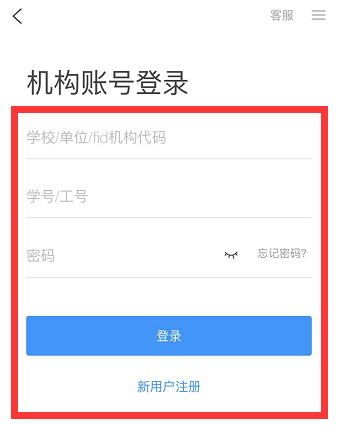 客服
机构账号登录
学校/单位/fid机构代码
学号/工号
密码 忘记密码?
登录
新用户注册